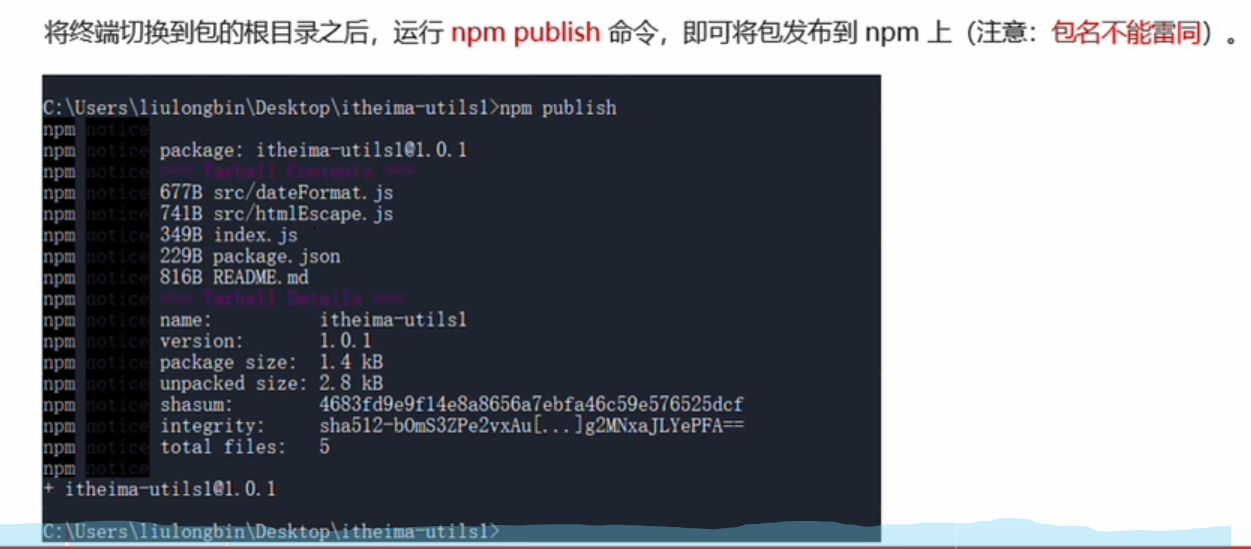 将终端切换到包的根目录之后，运行 npm publish 命令，即可将包发布到 npm 上（注意：包名不能雷同）。
C:\Users\liulongbin\Desktop\itheima-utils1>npm publish
npm notice
npm notice package: itheima-utils1@1.0.1
npm notice === Tarball Contents ===
npm notice 677B src/dateFormat.js
npm notice 741B src/htmlEscape.js
npm notice 349B index.js
npm notice 229B package.json
npm notice 816B README.md
npm notice === Tarball Details ===
npm notice name: itheima-utils1
npm notice version: 1.0.1
npm notice package size: 1.4 kB
npm notice unpacked size: 2.8 kB
npm notice shasum: 4683fd9e9f14e8a8656a7ebfa46c59e576525dcf
npm notice integrity: sha512-bOmS3ZPe2vxAu[...]g2MNxaJLYePFA==
npm notice total files: 5
npm notice
+ itheima-utils1@1.0.1
C:\Users\liulongbin\Desktop\itheima-utils1>